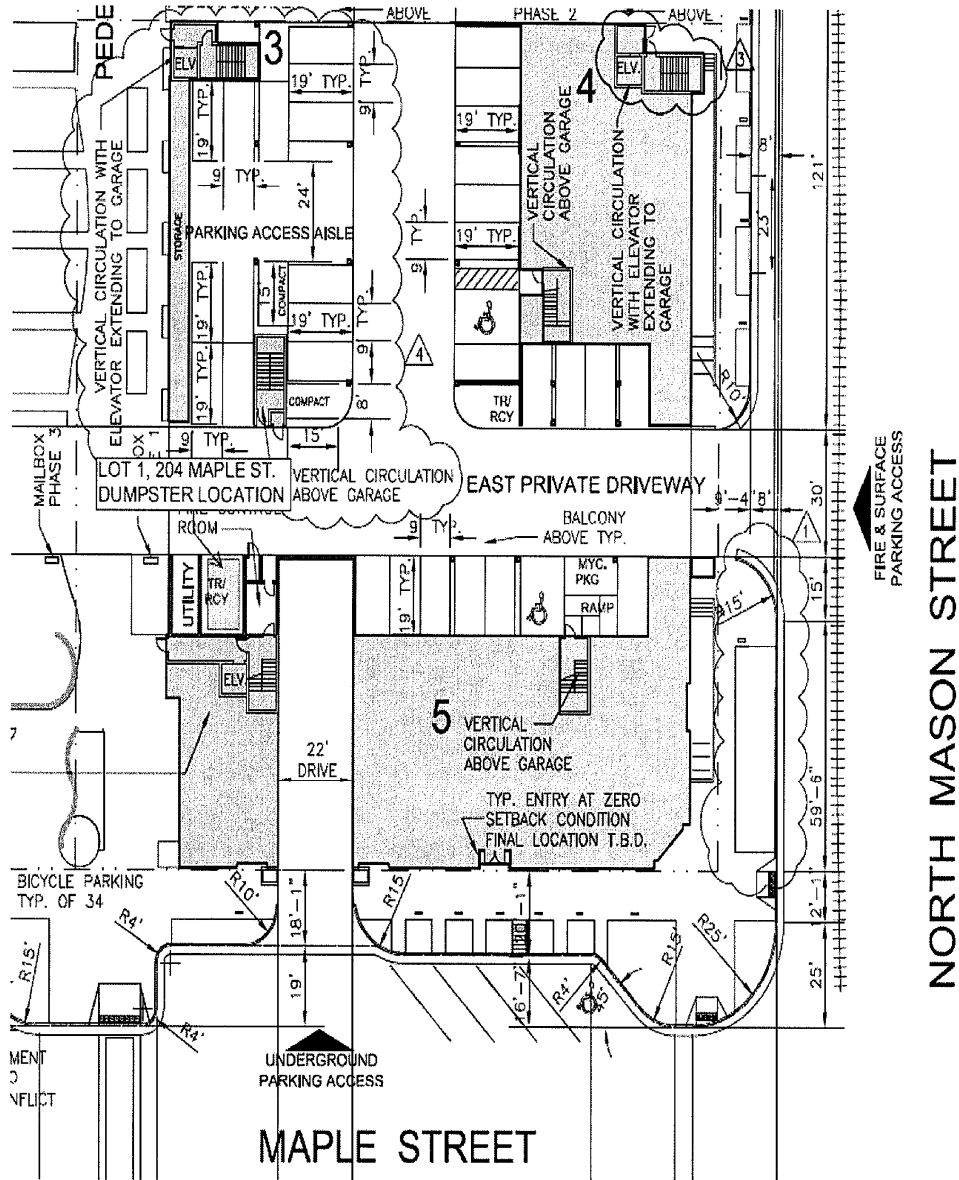 ABOVE
PHASE 2
ABOVE
PEDE
3
ELV.
19' TYP.
9' TYP.
19' TYP.
9 TYP.
24'
STORAGE
PARKING ACCESS AISLE
VERTICAL CIRCULATION WITH
ELEVATOR EXTENDING TO GARAGE
19' TYP.
15'
COMPACT
19' TYP.
9' TYP.
19' TYP.
COMPACT
8'
9 TYP.
15'
4
19' TYP.
19' TYP.
9 TYP.
4
ELV.
3
VERTICAL
CIRCULATION
ABOVE GARAGE
VERTICAL CIRCULATION
WITH ELEVATOR
EXTENDING TO
GARAGE
TR/
RCY
8'
23'
121'
R10'
MAILBOX
PHASE 3
OX
1
LOT 1, 204 MAPLE ST.
DUMPSTER LOCATION
VERTICAL CIRCULATION
ABOVE GARAGE
EAST PRIVATE DRIVEWAY
9'-4"
8'
30'
1
ROOM
9 TYP.
BALCONY
ABOVE TYP.
FIRE & SURFACE
PARKING ACCESS
NORTH MASON STREET
UTILITY
TR/
RCY
19' TYP.
MYC.
PKG
RAMP
R15'
15'
ELV.
7
22'
DRIVE
5
VERTICAL
CIRCULATION
ABOVE GARAGE
TYP. ENTRY AT ZERO
SETBACK CONDITION
FINAL LOCATION T.B.D.
59'-6"
BICYCLE PARKING
TYP. OF 34
R10'
18'-1"
R15
2'-1"
R4'
R15'
19'
R4'
R4'
R15'
R25'
25'
MENT
O
NFLICT
UNDERGROUND
PARKING ACCESS
MAPLE STREET